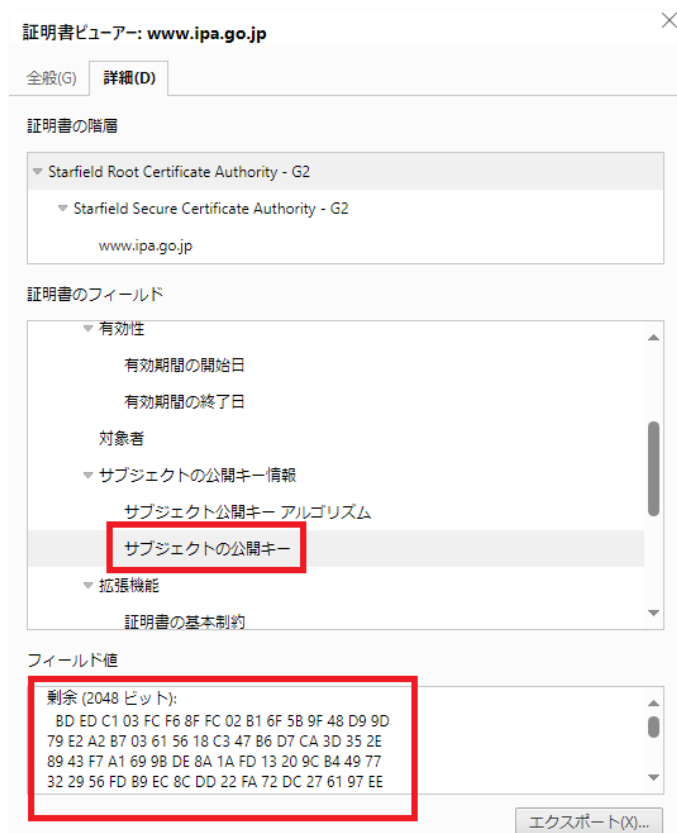 証明書ビューアー: www.ipa.go.jp
全般(G) 詳細(D)
証明書の階層
Starfield Root Certificate Authority - G2
Starfield Secure Certificate Authority - G2
www.ipa.go.jp
証明書のフィールド
有効性
有効期間の開始日
有効期間の終了日
対象者
サブジェクトの公開キー情報
サブジェクト公開キー アルゴリズム
サブジェクトの公開キー
拡張機能
証明書の基本制約
フィールド値
剰余 (2048 ビット):
BD ED C1 03 FC F6 8F FC 02 B1 6F 5B 9F 48 D9 9D
79 E2 A2 B7 03 61 56 18 C3 47 B6 D7 CA 3D 35 2E
89 43 F7 A1 69 9B DE 8A 1A FD 13 20 9C B4 49 77
32 29 56 FD B9 EC 8C DD 22 FA 72 DC 27 61 97 EE
エクスポート(X)...